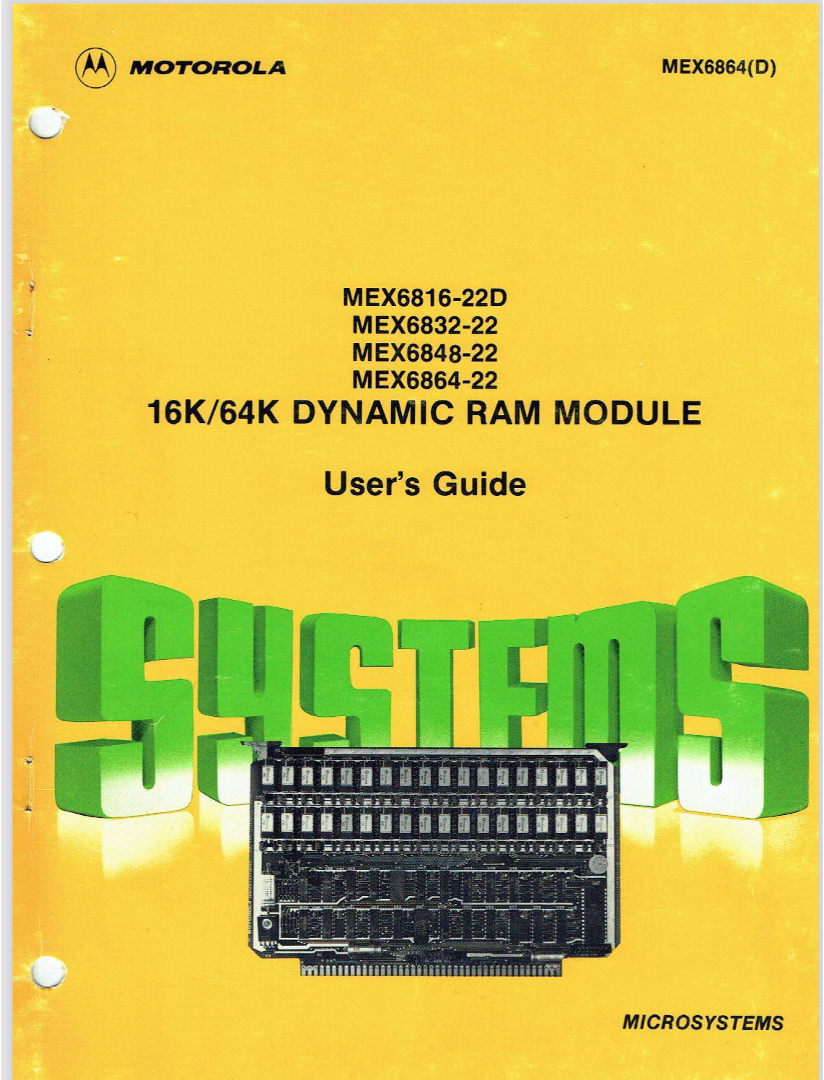 MOTOROLA
MEX6864(D)
MEX6816-22D
MEX6832-22
MEX6848-22
MEX6864-22
16K/64K DYNAMIC RAM MODULE
User's Guide
SYSTEMS
MICROSYSTEMS